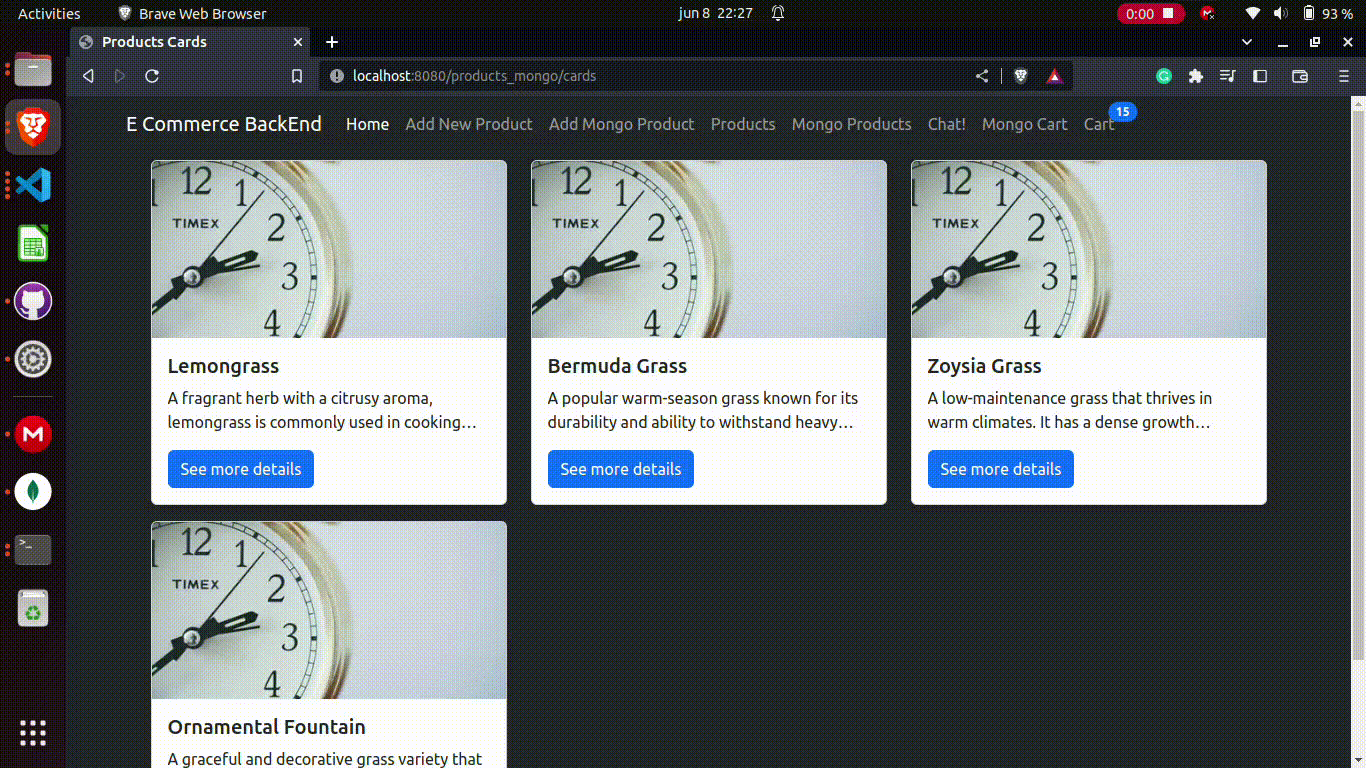 Activities
Brave Web Browser
jun 8 22:27
0:00
93 %
Products Cards
localhost:8080/products_mongo/cards
E Commerce BackEnd
Home
Add New Product
Add Mongo Product
Products
Mongo Products
Chat!
Mongo Cart
Cart
15
12
1
2
3
4
TIMEX
12
1
2
3
4
TIMEX
12
1
2
3
4
TIMEX
Lemongrass
A fragrant herb with a citrusy aroma,
lemongrass is commonly used in cooking…
See more details
Bermuda Grass
A popular warm-season grass known for its
durability and ability to withstand heavy…
See more details
Zoysia Grass
A low-maintenance grass that thrives in
warm climates. It has a dense growth…
See more details
12
1
2
3
4
TIMEX
Ornamental Fountain
A graceful and decorative grass variety that